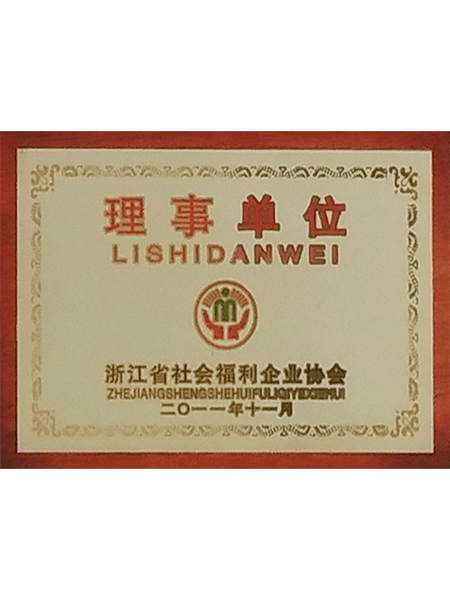 理事单位
LISHIDANWEI
浙江省社会福利企业协会
ZHEJIANGSHENGSHEHUIFULIQIYEXIEHUI
二〇一一年十一月